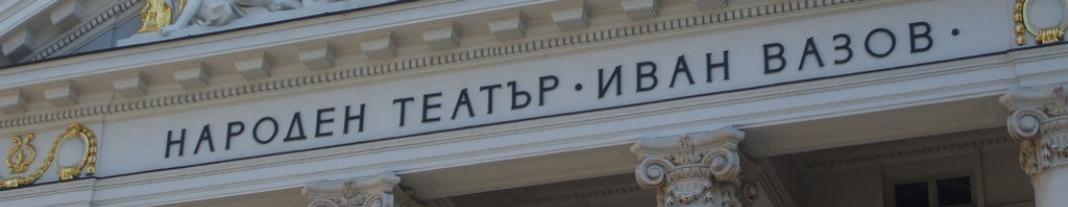 НАРОДЕН ТЕАТЪР · ИВАН ВАЗОВ ·